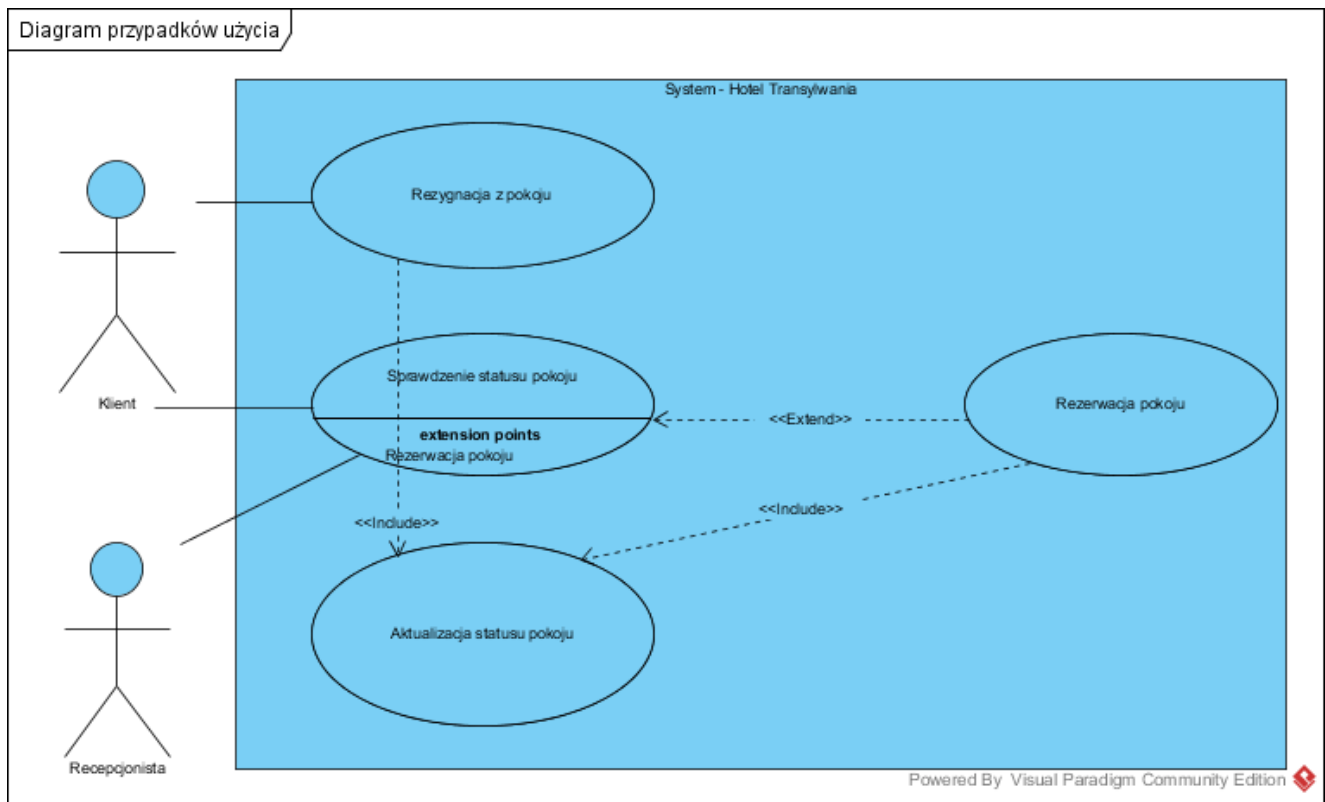 Diagram przypadków użycia
System - Hotel Transylwania
Rezygnacja z pokoju
Klient
Sprawdzenie statusu pokoju
extension points
Rezerwacja pokoju
<<Extend>>
Rezerwacja pokoju
<<Include>>
<<Include>>
Aktualizacja statusu pokoju
Recepcjonista
Powered By Visual Paradigm Community Edition